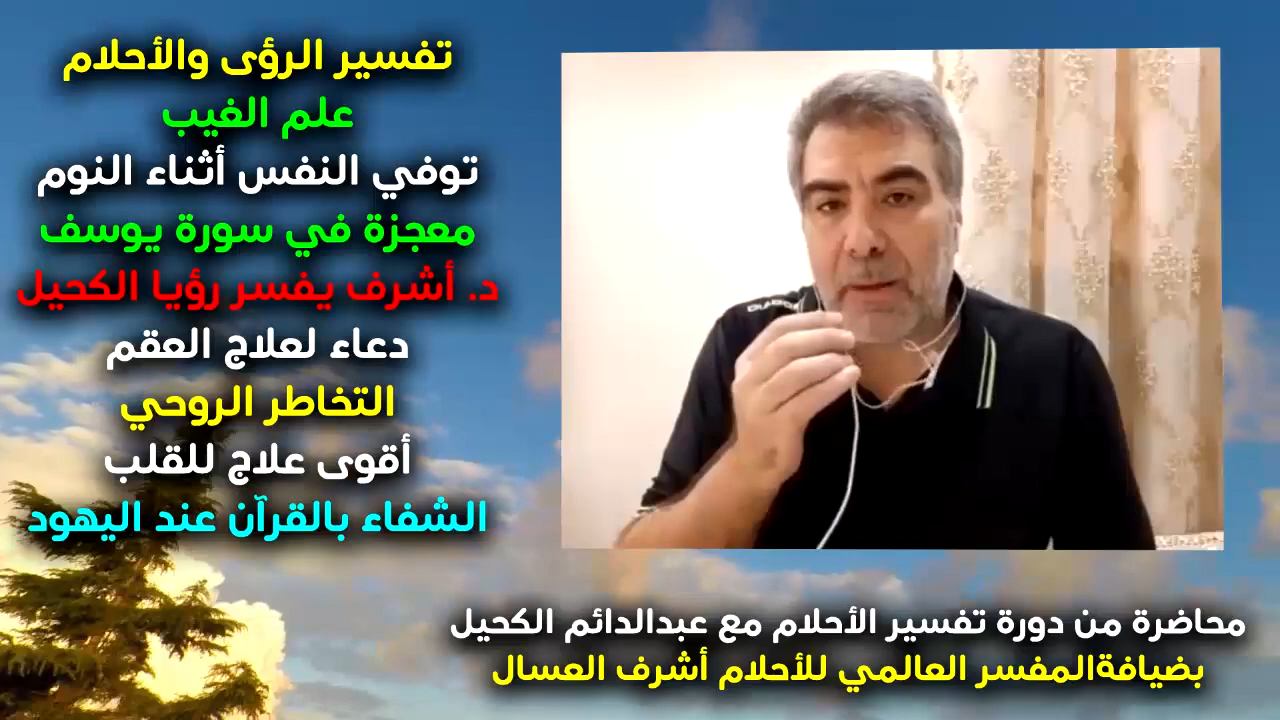 تفسير الرؤى والأحلام
علم الغيب
توفي النفس أثناء النوم
معجزة في سورة يوسف
د. أشرف يفسر رؤيا الكحيل
دعاء لعلاج العقم
التخاطر الروحي
أقوى علاج للقلب
الشفاء بالقرآن عند اليهود
محاضرة من دورة تفسير الأحلام مع عبدالدائم الكحيل
بضيافةالمفسر العالمي للأحلام أشرف العسال